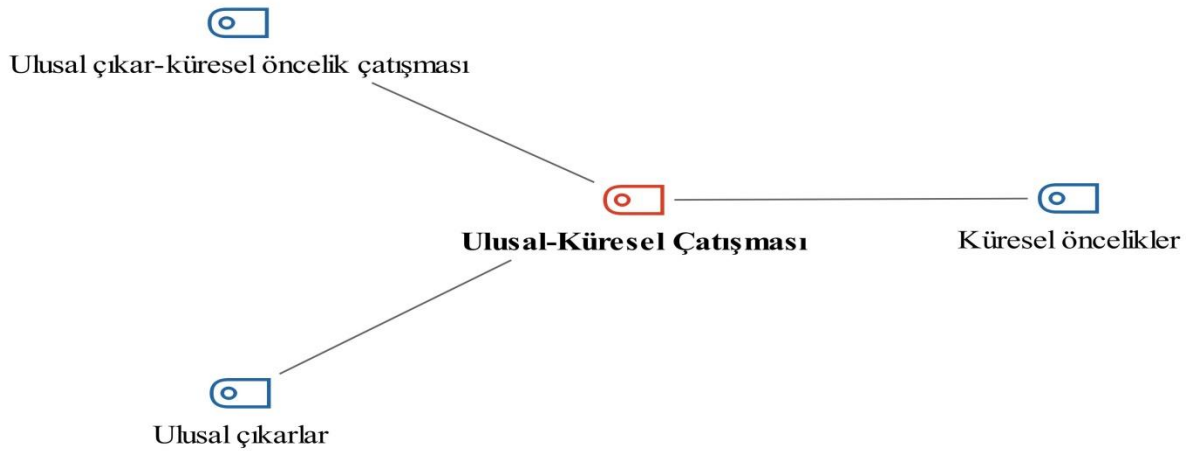 Ulusal çıkar-küresel öncelik çatışması
Ulusal-Küresel Çatışması
Küresel öncelikler
Ulusal çıkarlar